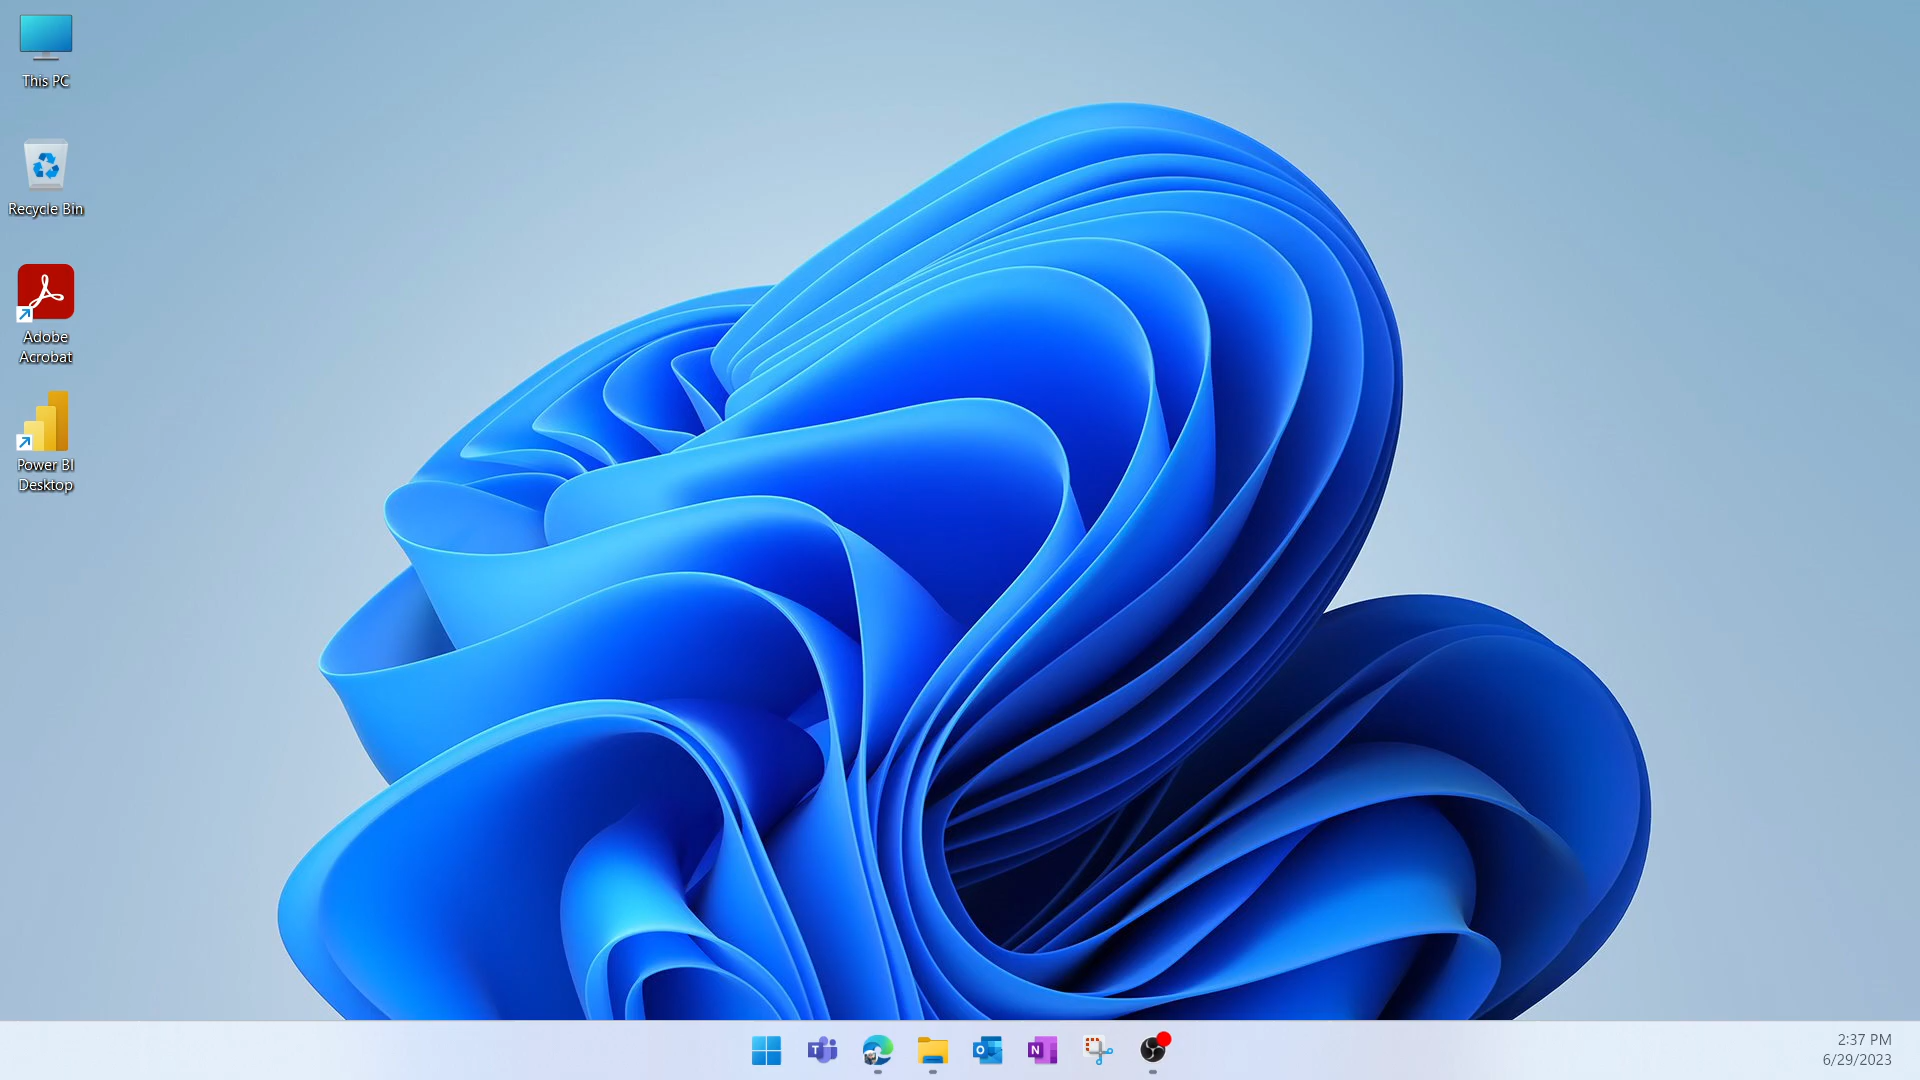 This PC
Recycle Bin
Adobe
Acrobat
Power BI
Desktop
2:37 PM
6/29/2023